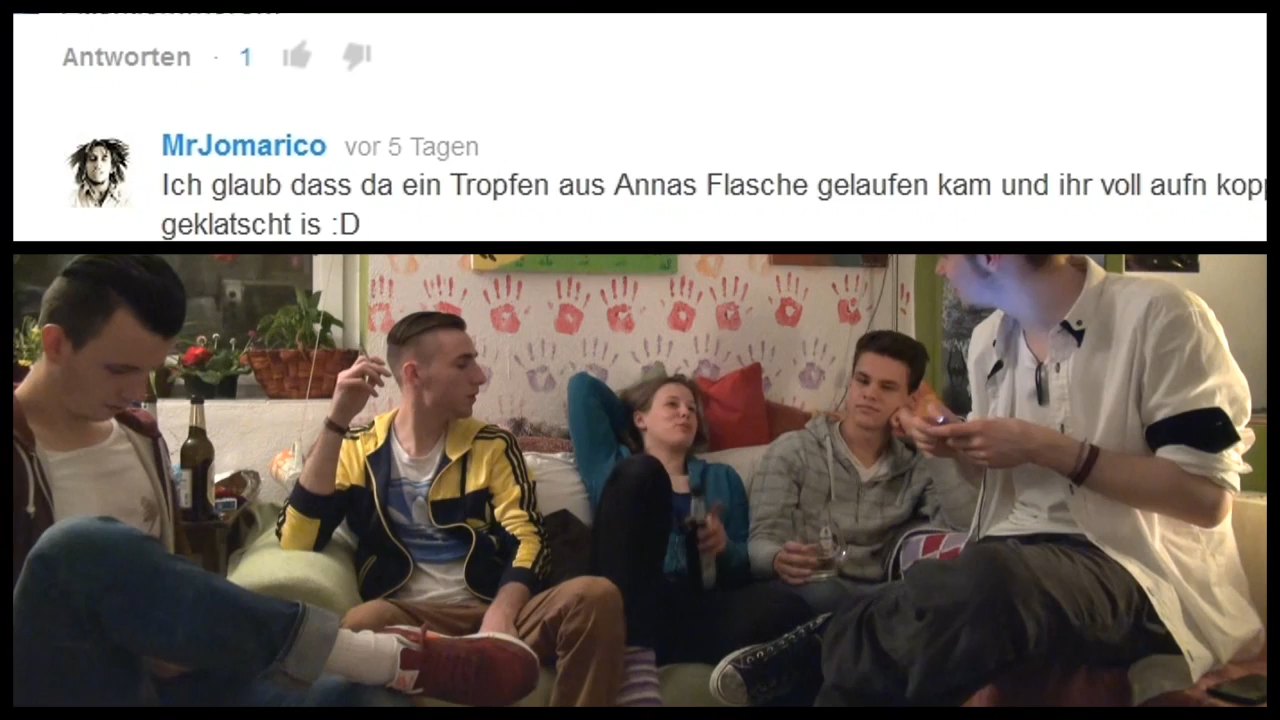 Antworten · 1
MrJomarico vor 5 Tagen
Ich glaub dass da ein Tropfen aus Annas Flasche gelaufen kam und ihr voll aufn kopp
geklatscht is :D